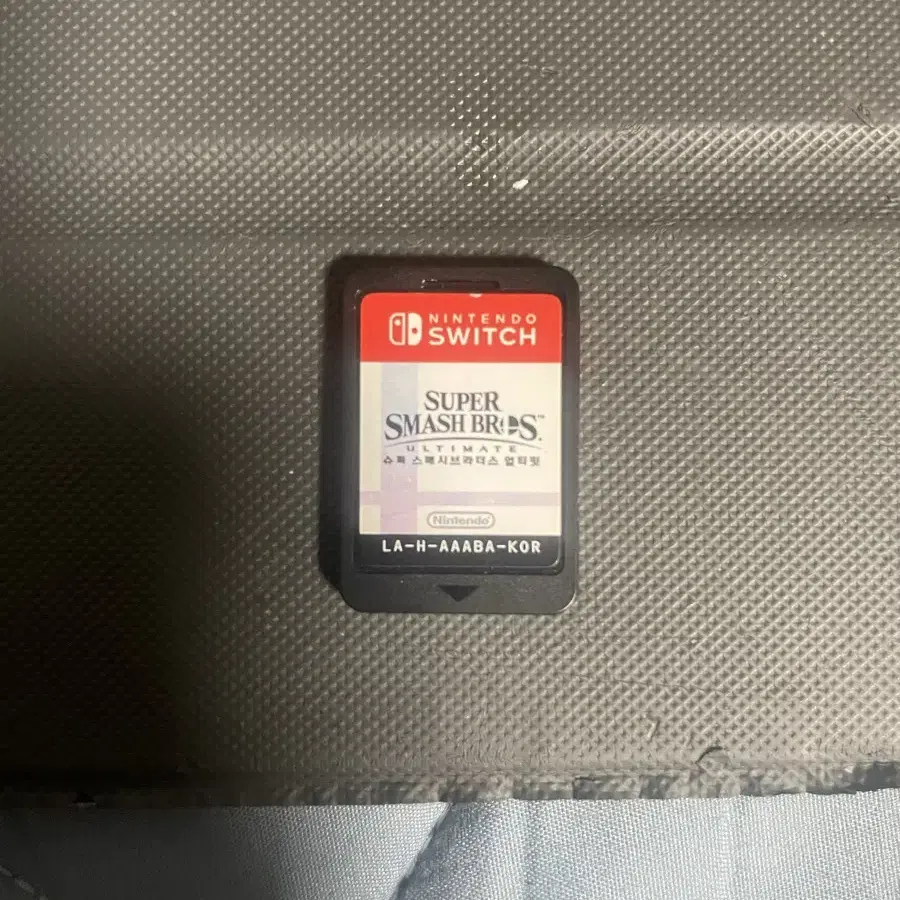 NINTENDO
SWITCH
SUPER
SMASH BROS.™
ULTIMATE
슈퍼 스매시브라더스 얼티밋
Nintendo
LA-H-AAABA-KOR